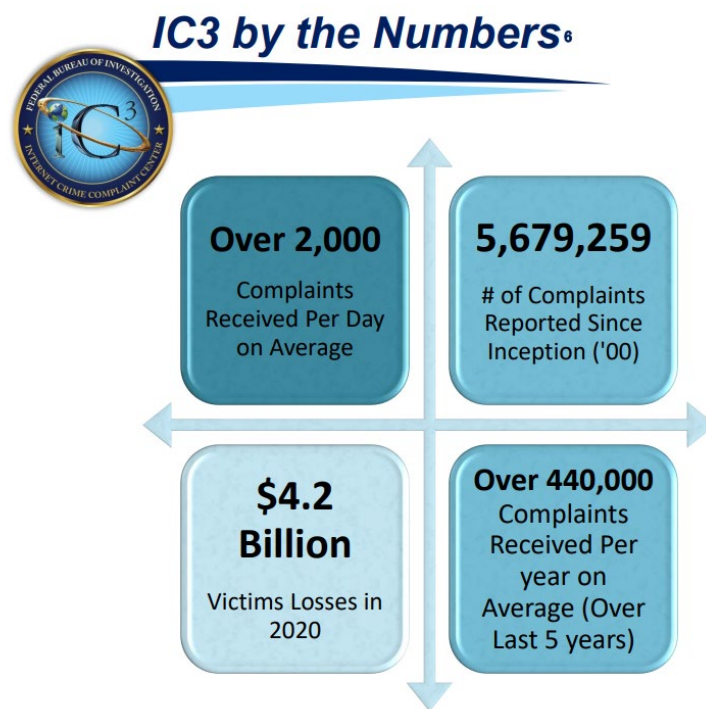 IC3 by the Numbers6
FEDERAL BUREAU OF INVESTIGATION
iC3
INTERNET CRIME COMPLAINT CENTER
Over 2,000
Complaints
Received Per Day
on Average
5,679,259
# of Complaints
Reported Since
Inception ('00)
$4.2
Billion
Victims Losses in
2020
Over 440,000
Complaints
Received Per
year on
Average (Over
Last 5 years)